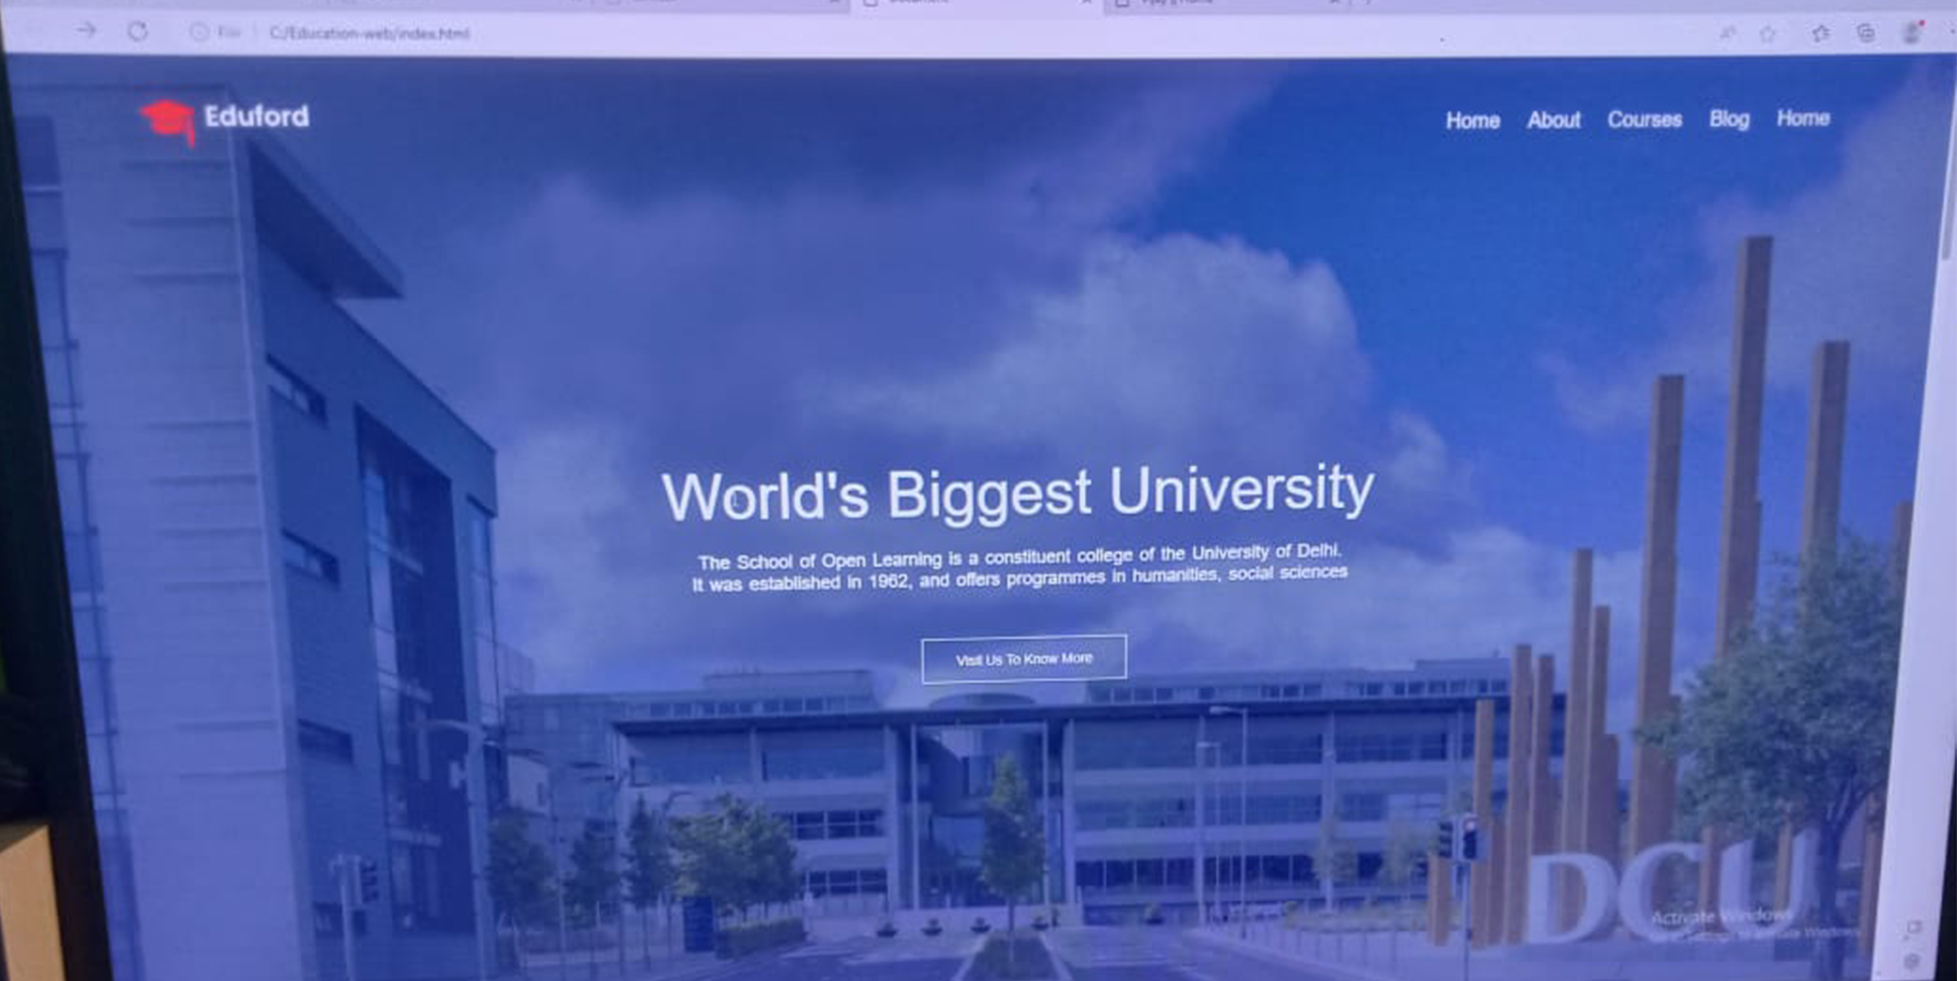 C:/Education-web/index.html
Eduford
Home About Courses Blog Home
World's Biggest University
The School of Open Learning is a constituent college of the University of Delhi.
It was established in 1962, and offers programmes in humanities, social sciences
Visit Us To Know More
DCU
Activate Windows